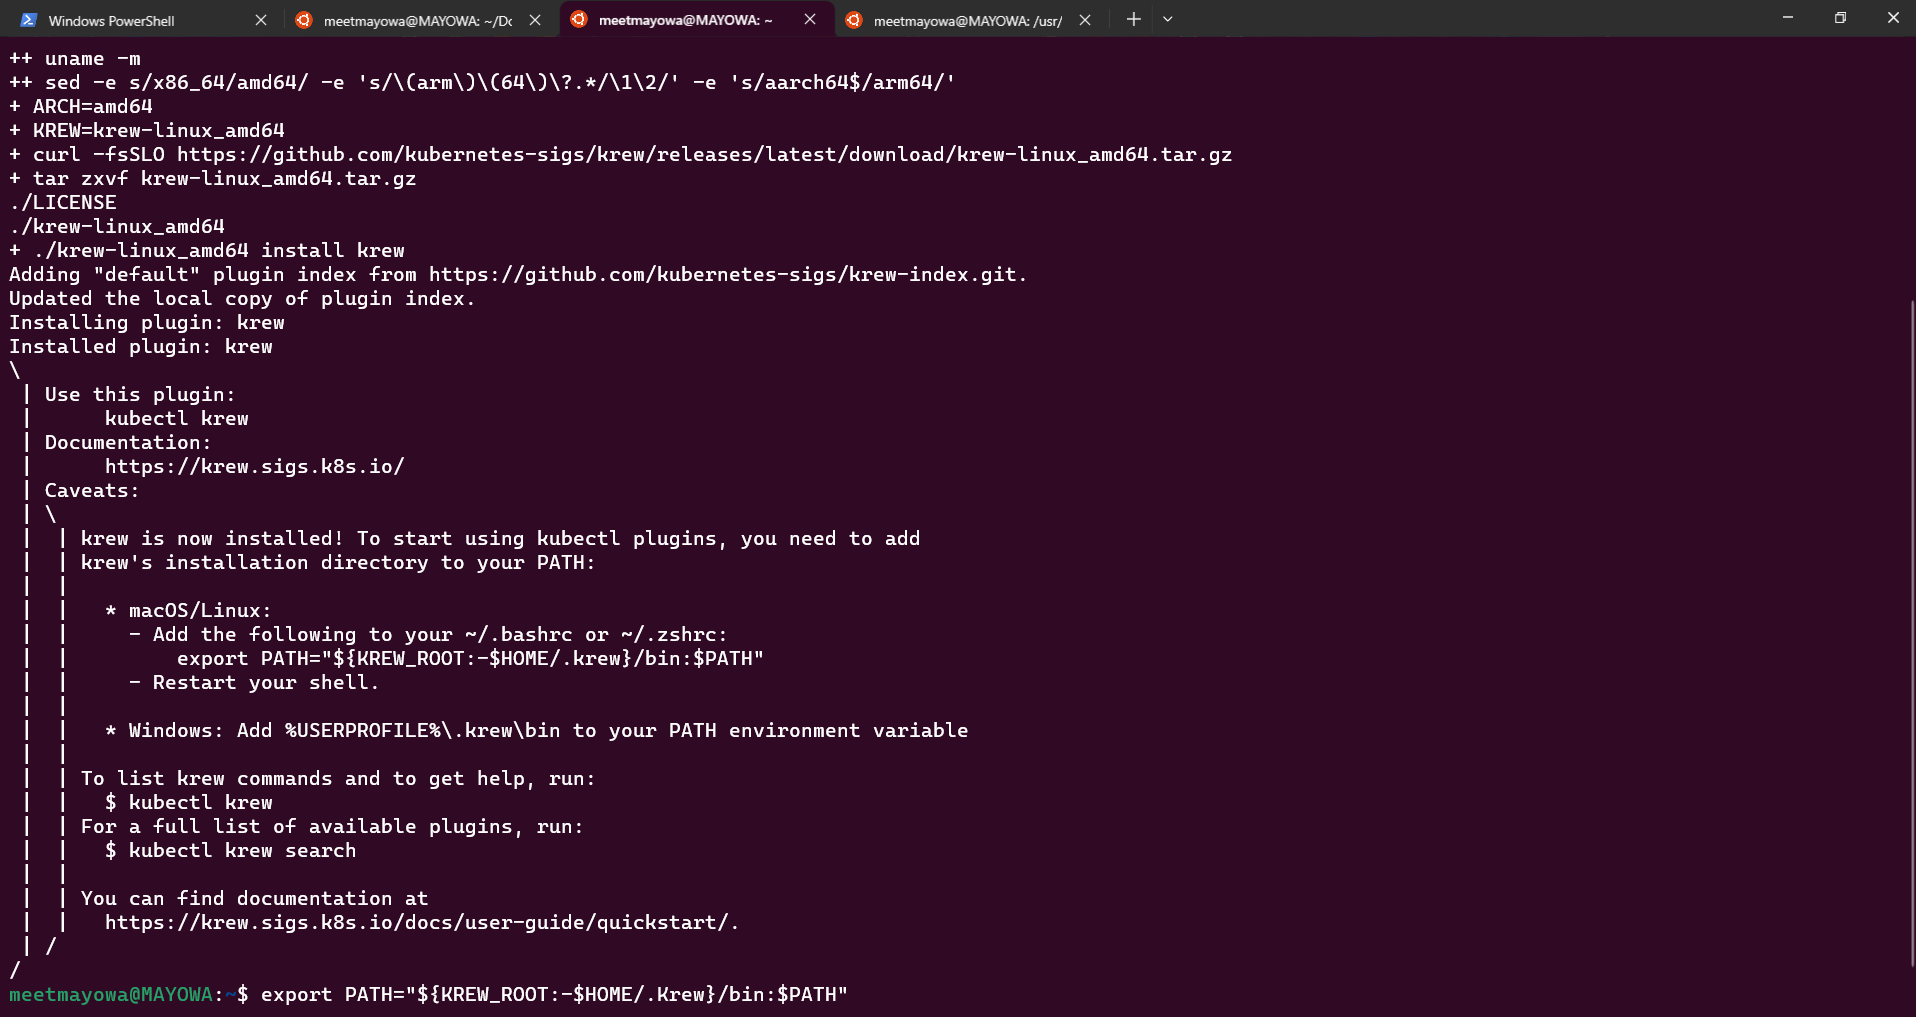 Windows PowerShell
meetmayowa@MAYOWA: ~/Dc
meetmayowa@MAYOWA: ~
meetmayowa@MAYOWA: /usr/
++ uname -m
++ sed -e s/x86_64/amd64/ -e 's/\(arm\)\(64\)\?.*/\1\2/' -e 's/aarch64$/arm64/'
+ ARCH=amd64
+ KREW=krew-linux_amd64
+ curl -fsSLO https://github.com/kubernetes-sigs/krew/releases/latest/download/krew-linux_amd64.tar.gz
+ tar zxvf krew-linux_amd64.tar.gz
./LICENSE
./krew-linux_amd64
+ ./krew-linux_amd64 install krew
Adding "default" plugin index from https://github.com/kubernetes-sigs/krew-index.git.
Updated the local copy of plugin index.
Installing plugin: krew
Installed plugin: krew
\
 | Use this plugin:
 |      kubectl krew
 | Documentation:
 |      https://krew.sigs.k8s.io/
 | Caveats:
 | \
 |  | krew is now installed! To start using kubectl plugins, you need to add
 |  | krew's installation directory to your PATH:
 |  |
 |  |   * macOS/Linux:
 |  |     - Add the following to your ~/.bashrc or ~/.zshrc:
 |  |         export PATH="${KREW_ROOT:-$HOME/.krew}/bin:$PATH"
 |  |     - Restart your shell.
 |  |
 |  |   * Windows: Add %USERPROFILE%\.krew\bin to your PATH environment variable
 |  |
 |  | To list krew commands and to get help, run:
 |  |   $ kubectl krew
 |  | For a full list of available plugins, run:
 |  |   $ kubectl krew search
 |  |
 |  | You can find documentation at
 |  |   https://krew.sigs.k8s.io/docs/user-guide/quickstart/.
 | /
/
meetmayowa@MAYOWA:~$ export PATH="${KREW_ROOT:-$HOME/.Krew}/bin:$PATH"